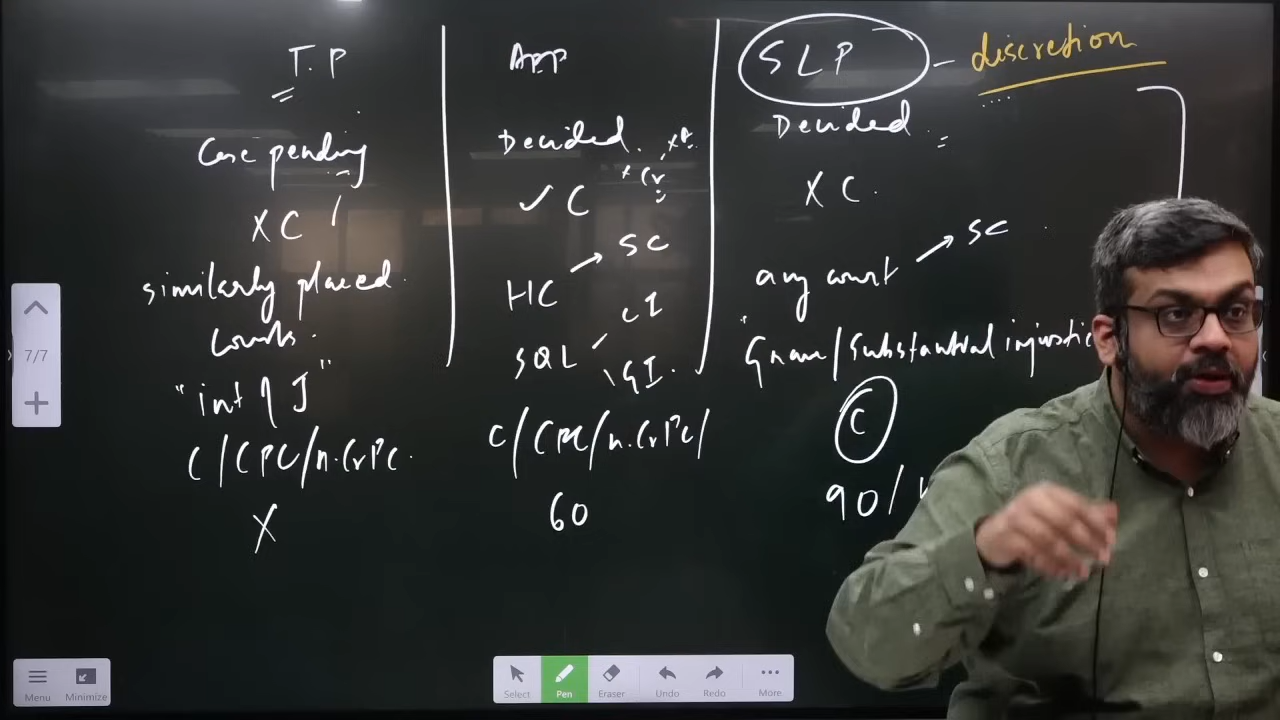 T. P
Case pending
X C
similarly placed
courts.
"int of J"
C/CPC/n.CrPC.
X
APP
Decided.
✓ C
HC → SC
SQL
CI
GI.
C/CPC/n.CrPC/
60
SLP - discretion
Decided
X C.
any court → SC
"Grave/Substantial injustic
C
90/
7/7
Menu
Minimize
Select
Pen
Eraser
Undo
Redo
More